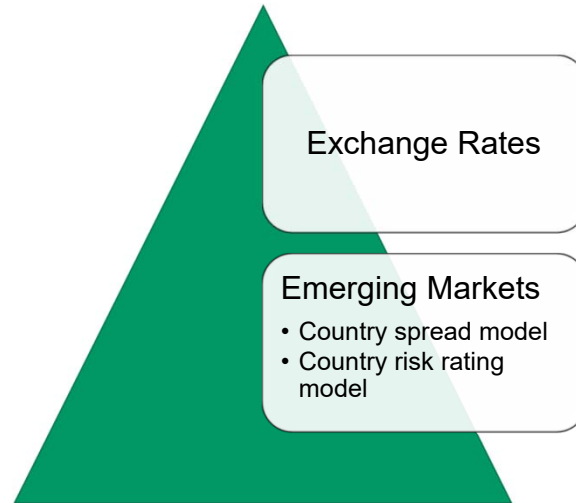 Exchange Rates
Emerging Markets
• Country spread model
• Country risk rating
model